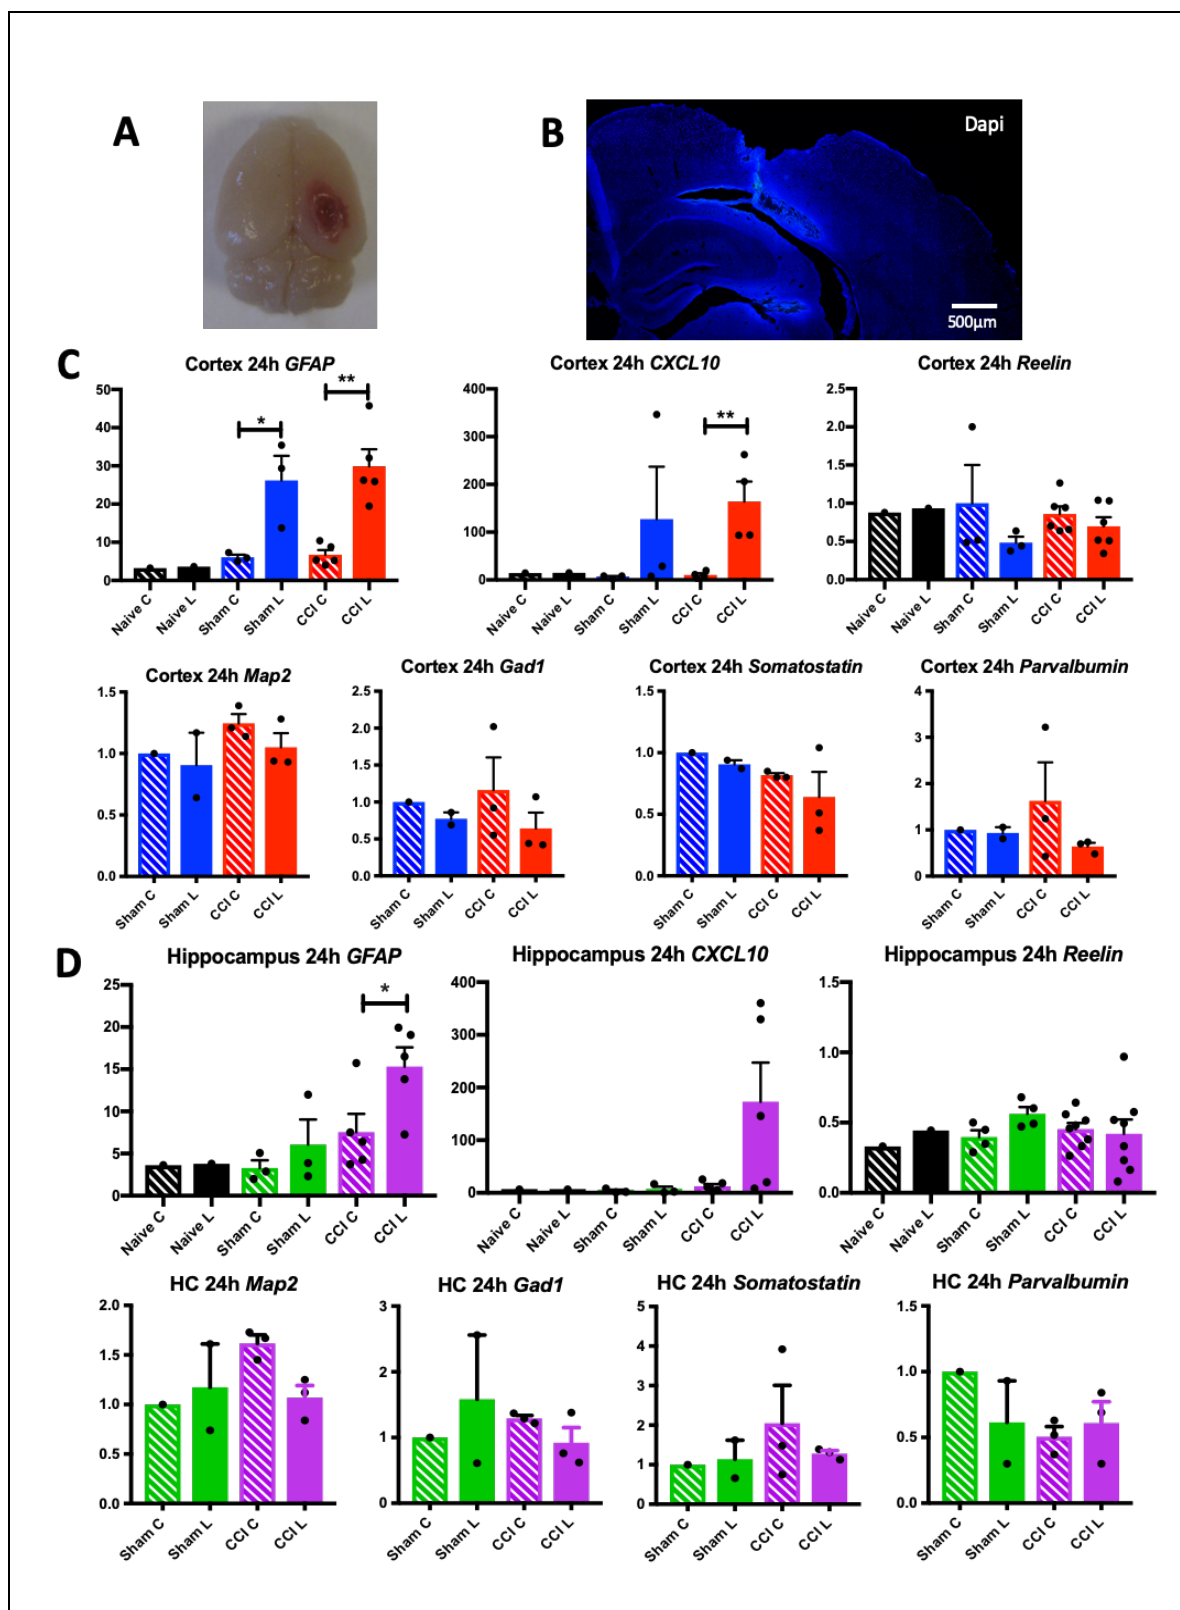 A
B
Dapi
500µm
C
Cortex 24h GFAP
50
40
30
20
10
0
*
**
Naive C
Naive L
Sham C
Sham L
CCI C
CCI L
Cortex 24h CXCL10
400
300
200
100
0
**
Naive C
Naive L
Sham C
Sham L
CCI C
CCI L
Cortex 24h Reelin
2.5
2.0
1.5
1.0
0.5
0.0
Naive C
Naive L
Sham C
Sham L
CCI C
CCI L
Cortex 24h Map2
1.5
1.0
0.5
0.0
Sham C
Sham L
CCI C
CCI L
Cortex 24h Gad1
2.5
2.0
1.5
1.0
0.5
0.0
Sham C
Sham L
CCI C
CCI L
Cortex 24h Somatostatin
1.5
1.0
0.5
0.0
Sham C
Sham L
CCI C
CCI L
Cortex 24h Parvalbumin
4
3
2
1
0
Sham C
Sham L
CCI C
CCI L
D
Hippocampus 24h GFAP
25
20
15
10
5
0
*
Naive C
Naive L
Sham C
Sham L
CCI C
CCI L
Hippocampus 24h CXCL10
400
300
200
100
0
Naive C
Naive L
Sham C
Sham L
CCI C
CCI L
Hippocampus 24h Reelin
1.5
1.0
0.5
0.0
Naive C
Naive L
Sham C
Sham L
CCI C
CCI L
HC 24h Map2
2.0
1.5
1.0
0.5
0.0
Sham C
Sham L
CCI C
CCI L
HC 24h Gad1
3
2
1
0
Sham C
Sham L
CCI C
CCI L
HC 24h Somatostatin
5
4
3
2
1
0
Sham C
Sham L
CCI C
CCI L
HC 24h Parvalbumin
1.5
1.0
0.5
0.0
Sham C
Sham L
CCI C
CCI L